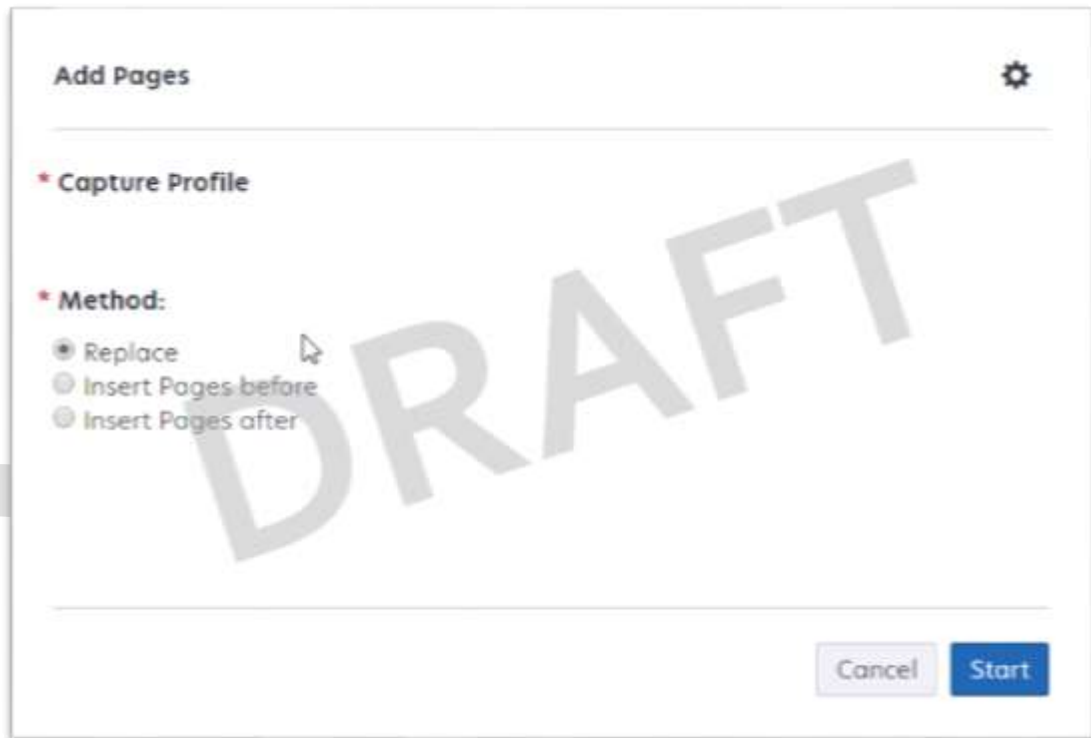 Add Pages
* Capture Profile
* Method:
Replace
Insert Pages before
Insert Pages after
DRAFT
Cancel
Start